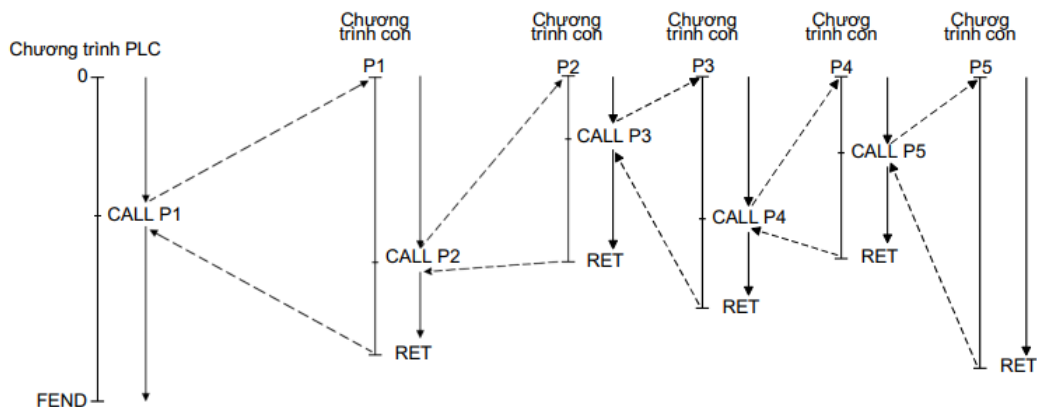 Chương trình PLC
0
CALL P1
FEND
Chương
trình con
P1
CALL P2
RET
Chương
trình con
P2
CALL P3
RET
Chương
trình con
P3
CALL P4
RET
Chươg
trình con
P4
CALL P5
RET
Chươg
trình con
P5
RET